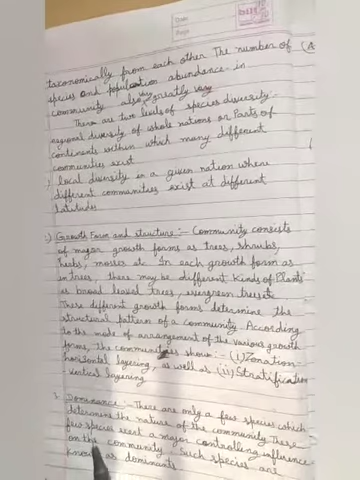 Date
Page
taxonomically from each other The number of
species and population abundance in
community also vary greatly vary
There are two levels of species diversity:-
regional diversity of whole nations or Parts of
continents within which many different
communities exist
local diversity in a given nation where
different communities exist at different
latitudes
Growth Form and structure:- Community consists
of major growth forms as trees, shrubs,
herbs, mosses etc In each growth form as
in trees, there may be different kinds of Plants
as broad leaved trees, evergreen trees etc
These different growth forms determine the
structural pattern of a community. According
to the mode of arrangement of the various growth
forms, the communities show:- (i) Zonation-
horizontal layering, as well as (ii) Stratification
- vertical layering
Dominance:- There are only a few species which
determine the nature of the community. These
few species exert a major controlling influence
on the community. Such species are
known as dominants